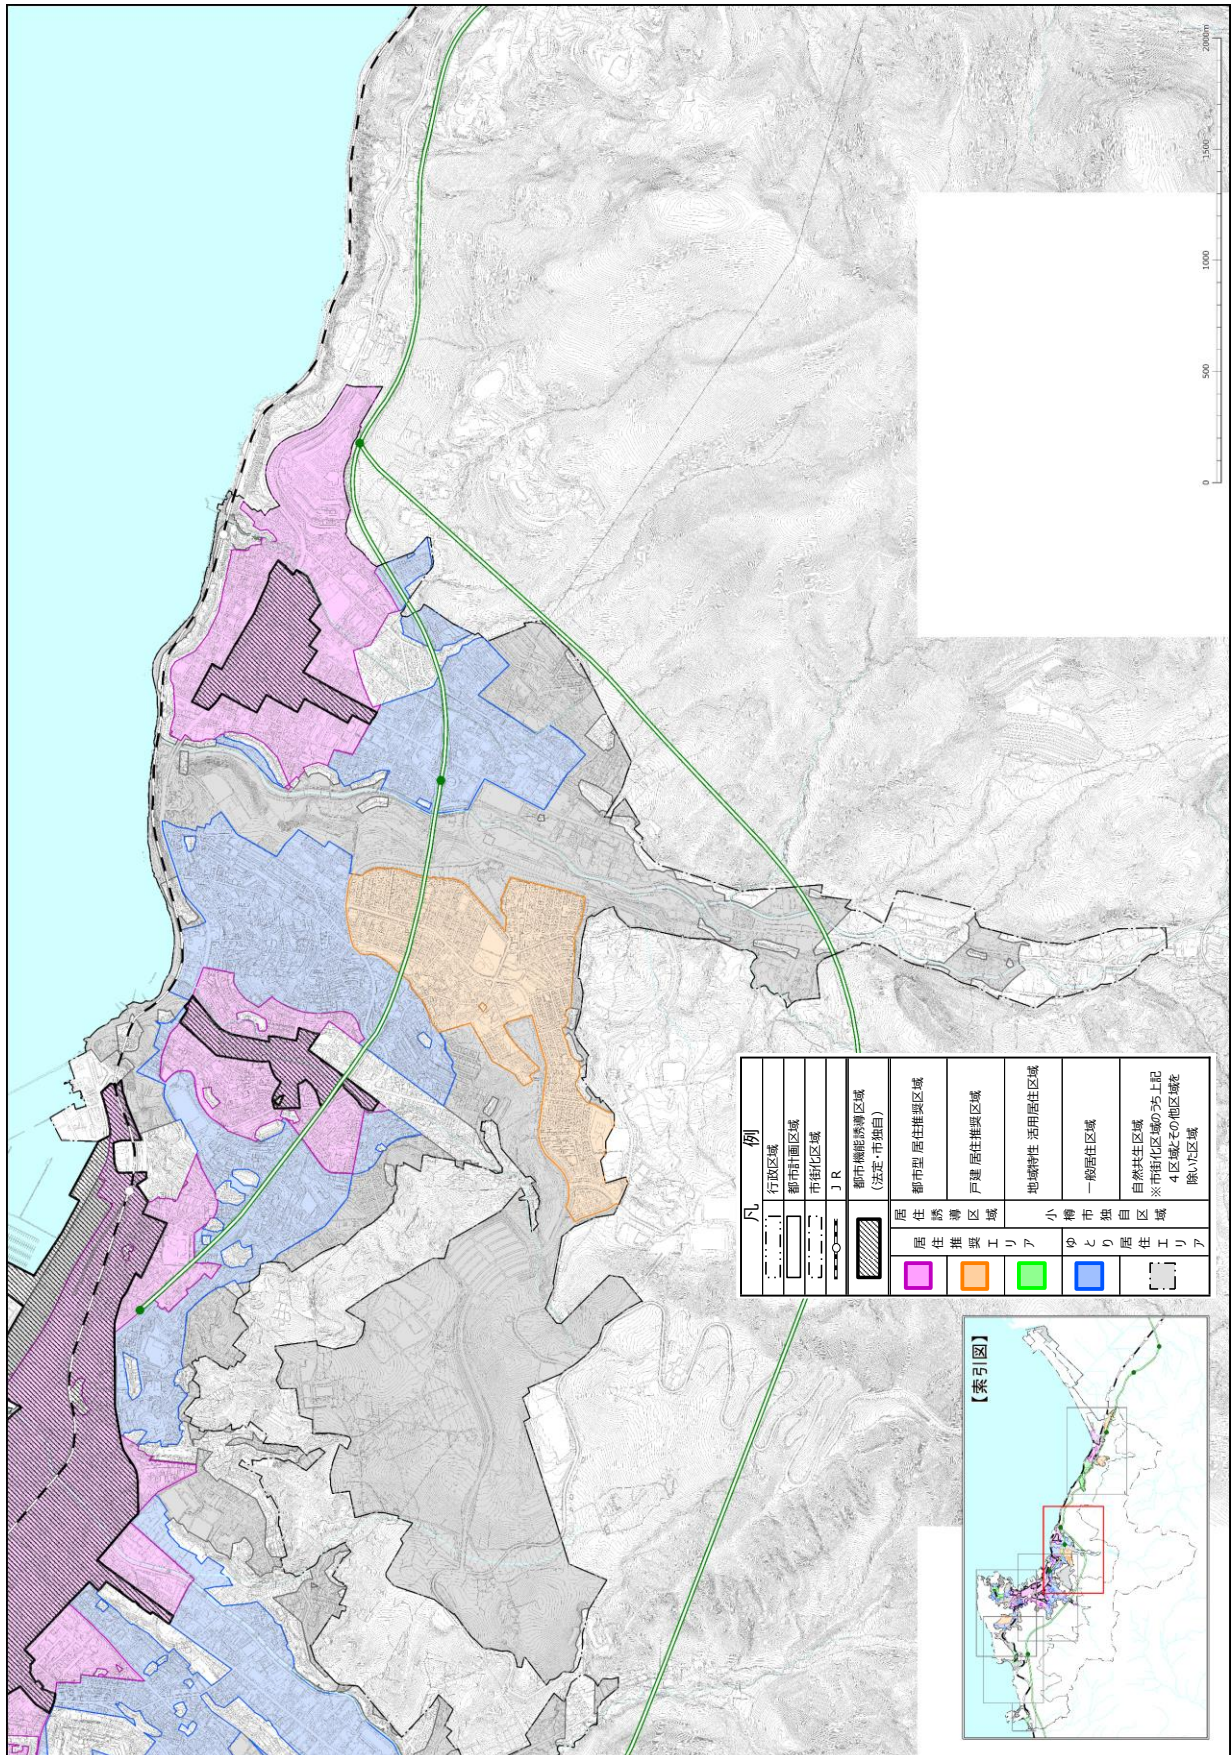 凡 例
行政区域
都市計画区域
市街化区域
ＪＲ
都市機能誘導区域
(法定・市独自)
居住推奨エリア
居住誘導区域
都市型 居住推奨区域
戸建 居住推奨区域
小樽市独自区域
地域特性 活用居住区域
ゆとり居住エリア
一般居住区域
自然共生区域
※市街化区域のうち上記
4区域とその他区域を
除いた区域
【索引図】
0 500 1000 1500 2000m